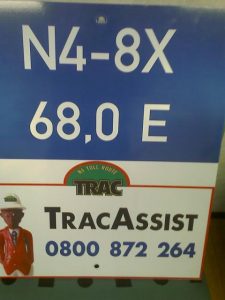 N4-8X
68,0 E
N4 TOLL ROUTE
TRAC
TRACASSIST
0800 872 264